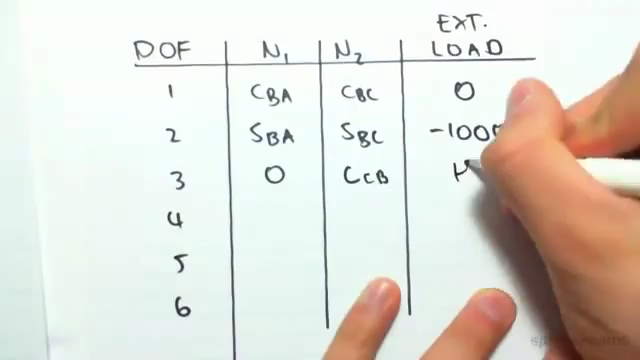 EXT.
DOF N₁ N₂ LOAD
1 CBA CBC 0
2 SBA SBC -100
3 0 CCB
4
5
6